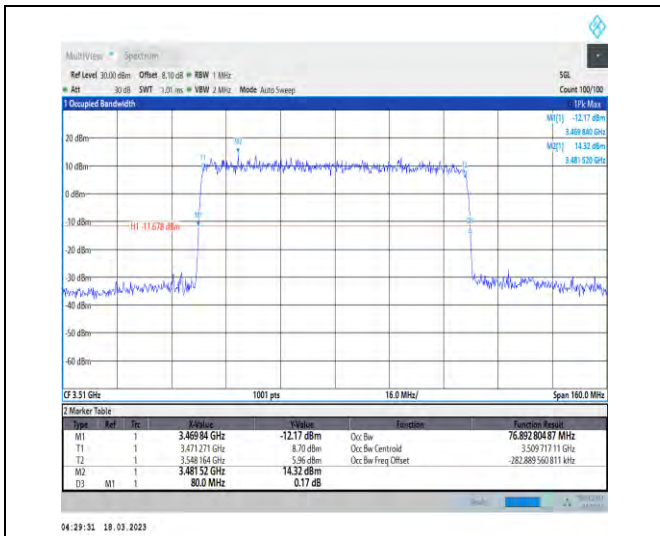 MultiView Spectrum
Ref Level 30.00 dBm Offset 8.10 dB RBW 1 MHz SGL
Att 30 dB SWT 1.01 ms VBW 2 MHz Mode Auto Sweep Count 100/100
1 Occupied Bandwidth 1Pk Max
M1[1] -12.17 dBm
3.469 840 GHz
M2[1] 14.32 dBm
3.481 520 GHz
20 dBm
M2
T1
10 dBm
0 dBm
M1
-10 dBm
H1 -11.678 dBm
-20 dBm
-30 dBm
-40 dBm
-50 dBm
-60 dBm
CF 3.51 GHz 1001 pts 16.0 MHz/ Span 160.0 MHz
2 Marker Table
Type Ref Trc X-Value Y-Value Function Function Result
M1 1 3.469 84 GHz -12.17 dBm Occ Bw 76.892 804 87 MHz
T1 1 3.471 271 GHz 8.70 dBm Occ Bw Centroid 3.509 717 11 GHz
T2 1 3.548 164 GHz 5.96 dBm Occ Bw Freq Offset -282.889 560 811 kHz
M2 1 3.481 52 GHz 14.32 dBm
D3 M1 1 80.0 MHz 0.17 dB
04:29:31 18.03.2023